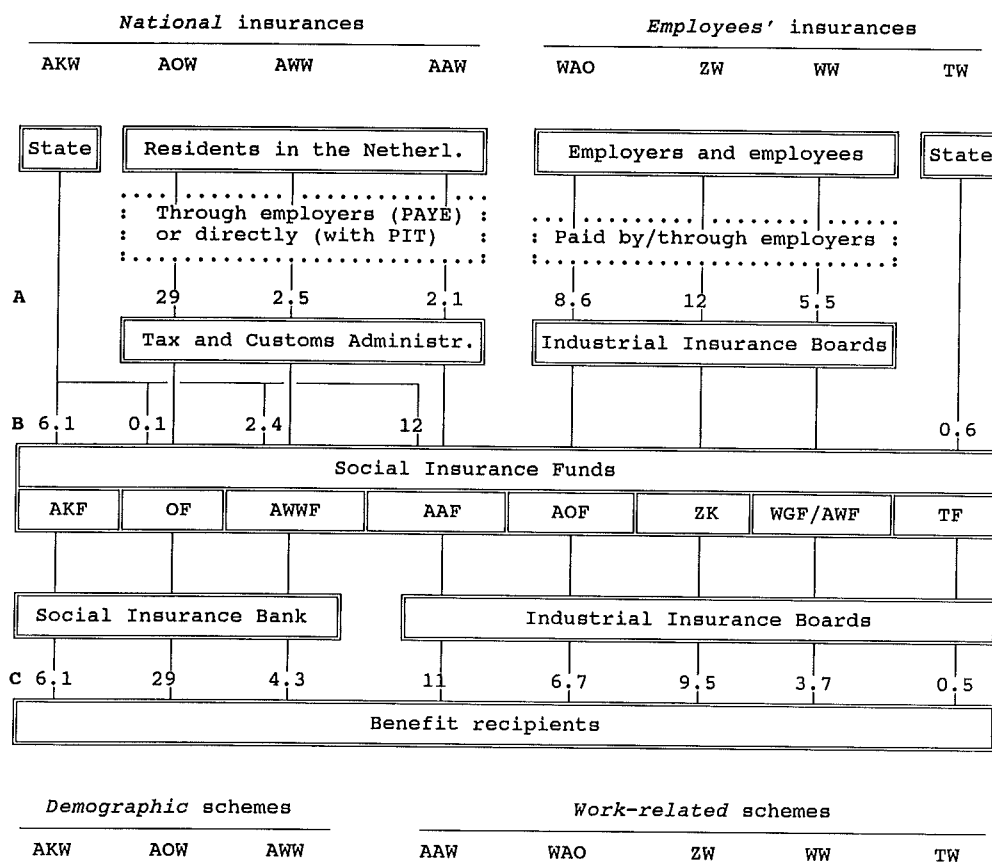 National insurances Employees' insurances
AKW AOW AWW AAW WAO ZW WW TW
State Residents in the Netherl. Employers and employees State
Through employers (PAYE)
or directly (with PIT) Paid by/through employers
A 29 2.5 2.1 8.6 12 5.5
Tax and Customs Administr. Industrial Insurance Boards
B 6.1 0.1 2.4 12 0.6
Social Insurance Funds
AKF OF AWWF AAF AOF ZK WGF/AWF TF
Social Insurance Bank Industrial Insurance Boards
C 6.1 29 4.3 11 6.7 9.5 3.7 0.5
Benefit recipients
Demographic schemes Work-related schemes
AKW AOW AWW AAW WAO ZW WW TW